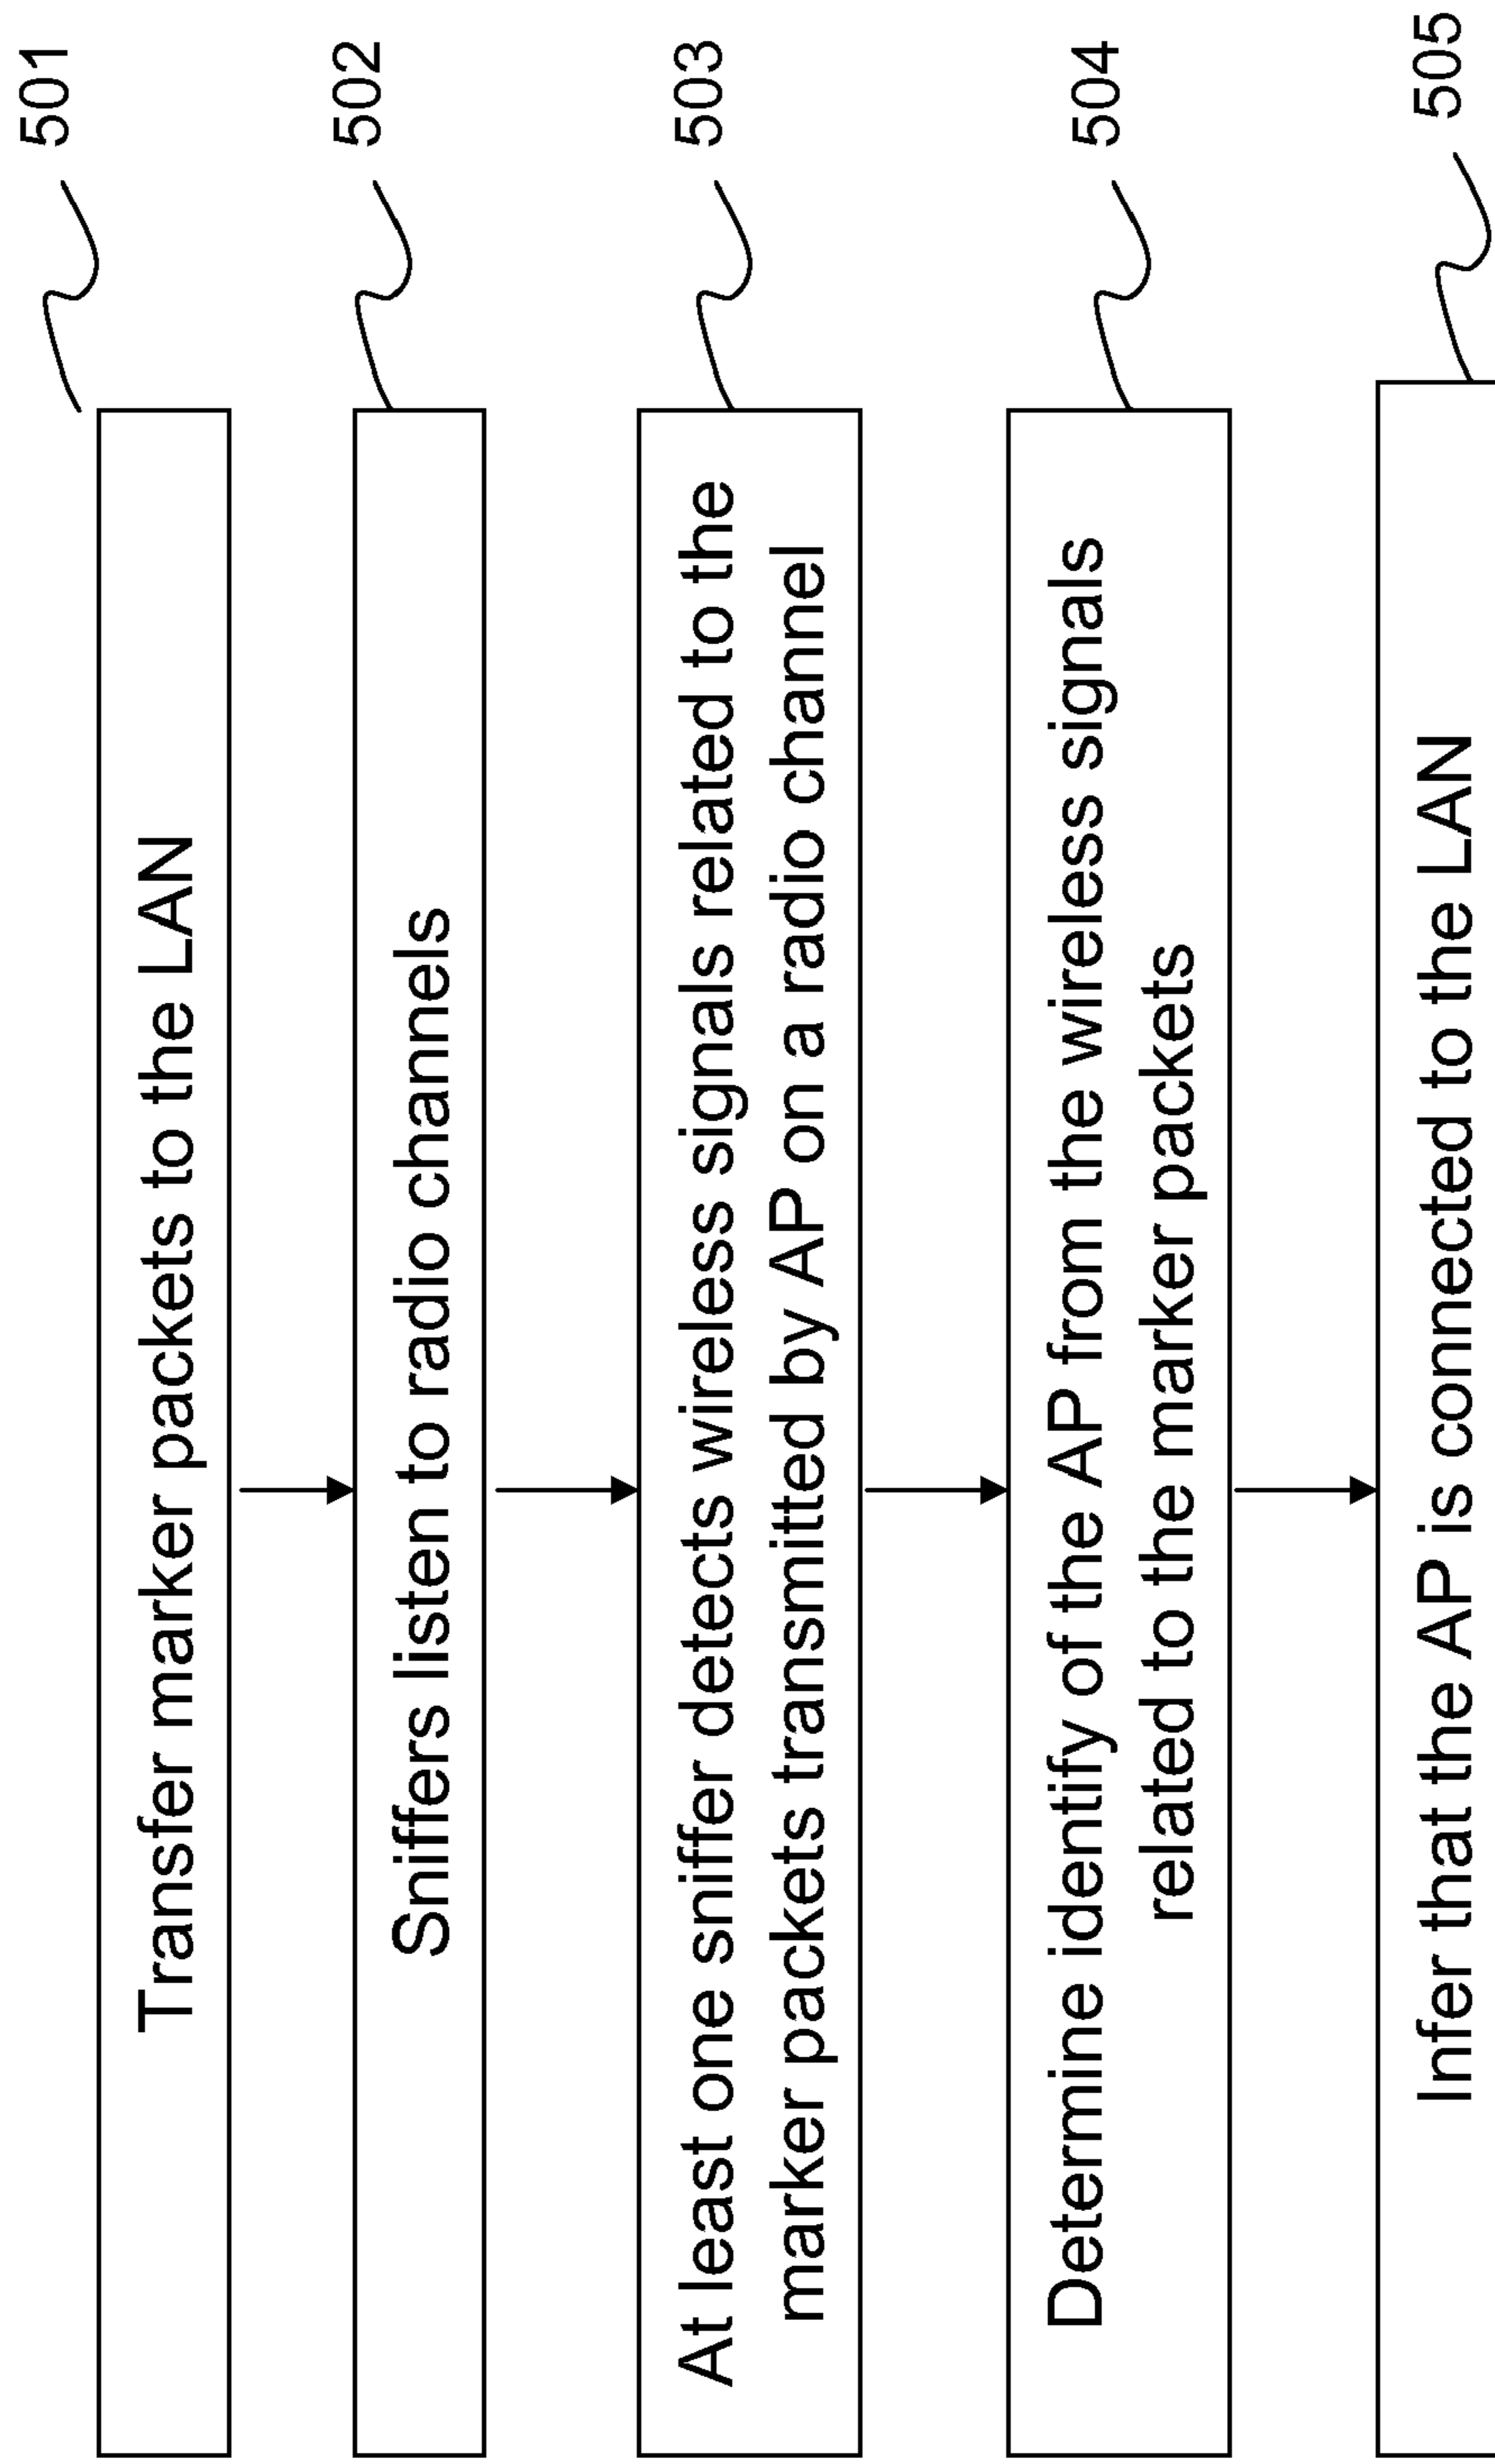 501
Transfer marker packets to the LAN
502
Sniffers listen to radio channels
503
At least one sniffer detects wireless signals related to the
marker packets transmitted by AP on a radio channel
504
Determine identify of the AP from the wireless signals
related to the marker packets
505
Infer that the AP is connected to the LAN